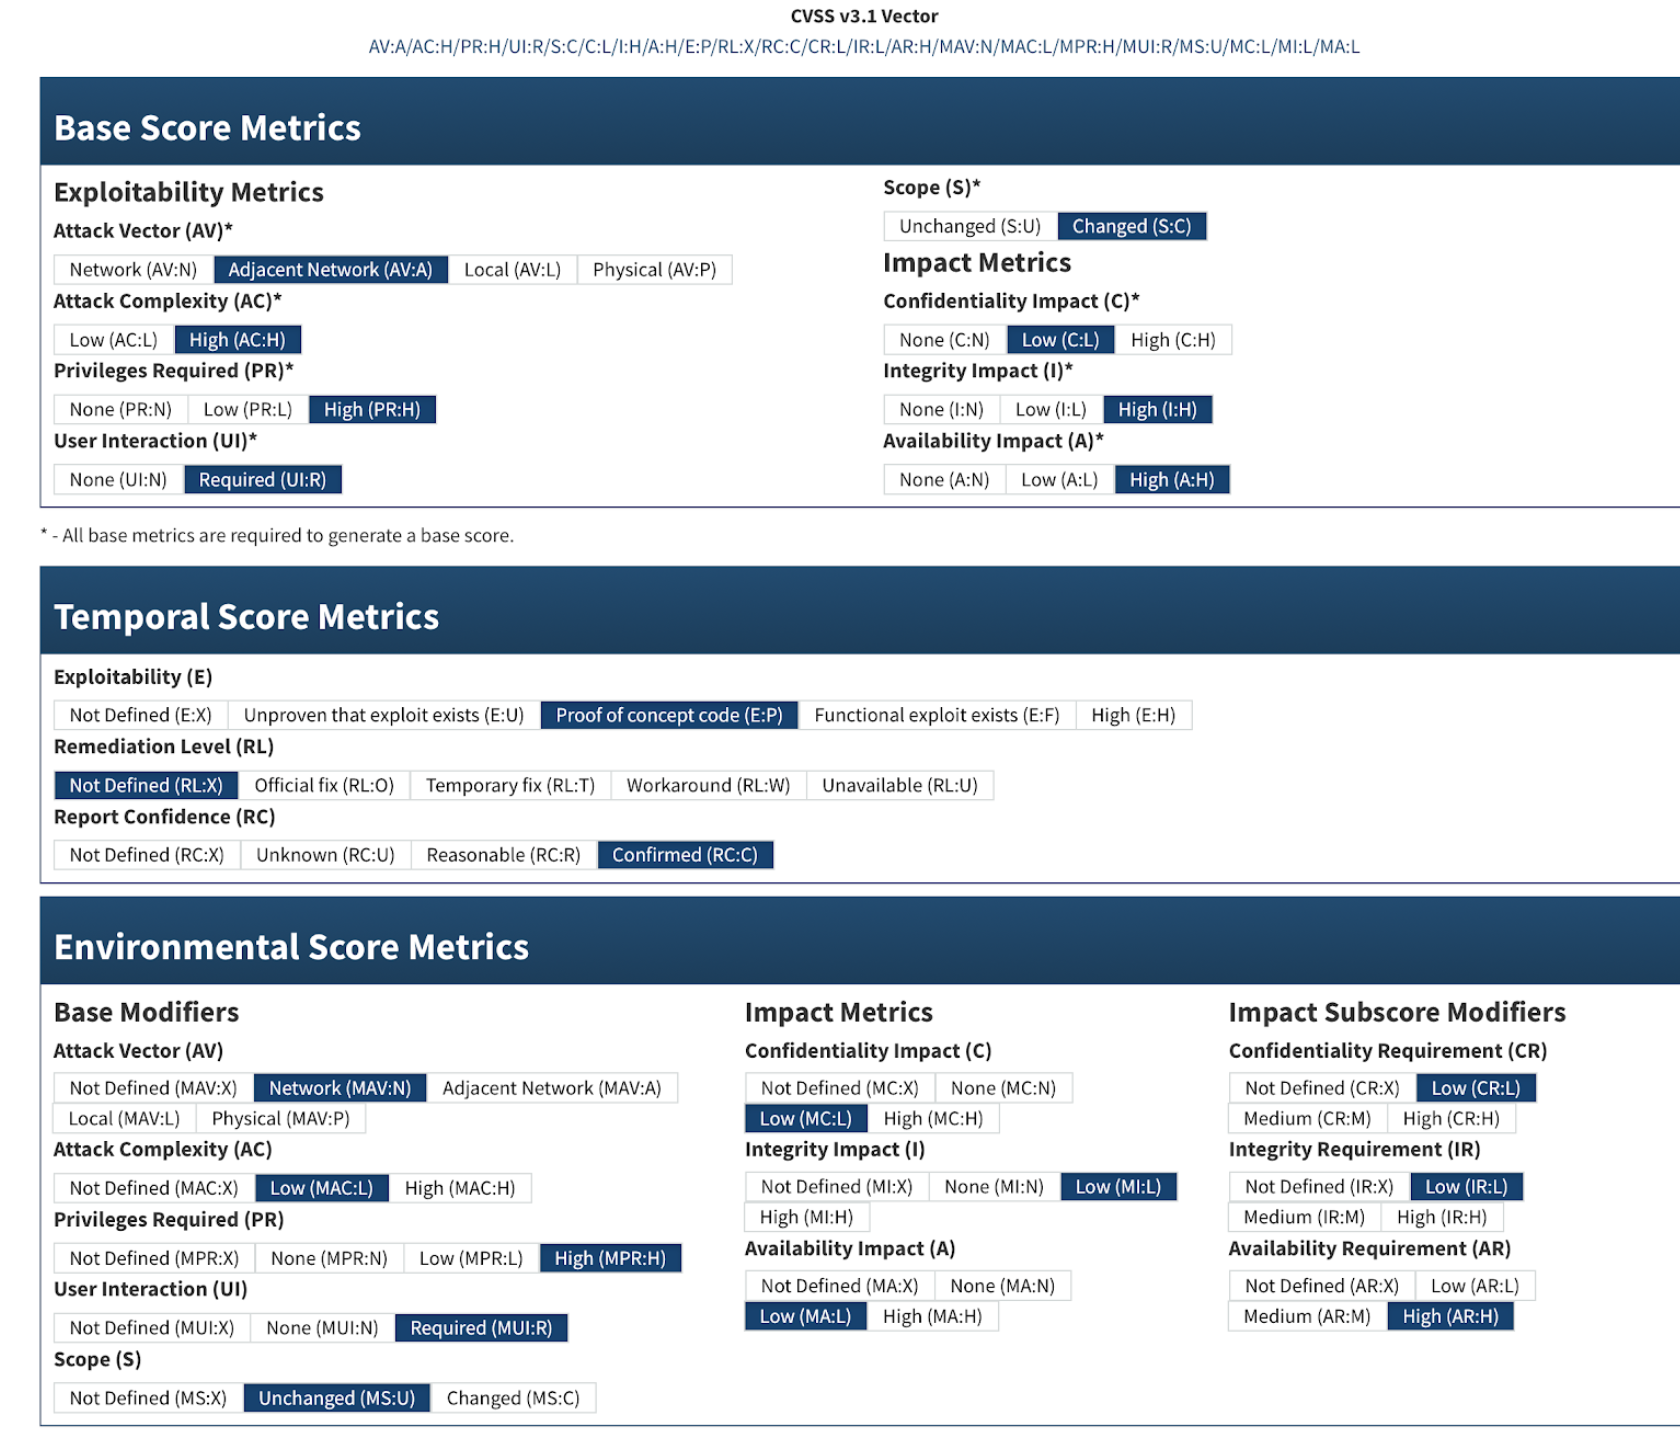 CVSS v3.1 Vector
AV:A/AC:H/PR:H/UI:R/S:C/C:L/I:H/A:H/E:P/RL:X/RC:C/CR:L/IR:L/AR:H/MAV:N/MAC:L/MPR:H/MUI:R/MS:U/MC:L/MI:L/MA:L
Base Score Metrics
Exploitability Metrics
Attack Vector (AV)*
Network (AV:N) Adjacent Network (AV:A) Local (AV:L) Physical (AV:P)
Attack Complexity (AC)*
Low (AC:L) High (AC:H)
Privileges Required (PR)*
None (PR:N) Low (PR:L) High (PR:H)
User Interaction (UI)*
None (UI:N) Required (UI:R)
Scope (S)*
Unchanged (S:U) Changed (S:C)
Impact Metrics
Confidentiality Impact (C)*
None (C:N) Low (C:L) High (C:H)
Integrity Impact (I)*
None (I:N) Low (I:L) High (I:H)
Availability Impact (A)*
None (A:N) Low (A:L) High (A:H)
* - All base metrics are required to generate a base score.
Temporal Score Metrics
Exploitability (E)
Not Defined (E:X) Unproven that exploit exists (E:U) Proof of concept code (E:P) Functional exploit exists (E:F) High (E:H)
Remediation Level (RL)
Not Defined (RL:X) Official fix (RL:O) Temporary fix (RL:T) Workaround (RL:W) Unavailable (RL:U)
Report Confidence (RC)
Not Defined (RC:X) Unknown (RC:U) Reasonable (RC:R) Confirmed (RC:C)
Environmental Score Metrics
Base Modifiers
Attack Vector (AV)
Not Defined (MAV:X) Network (MAV:N) Adjacent Network (MAV:A)
Local (MAV:L) Physical (MAV:P)
Attack Complexity (AC)
Not Defined (MAC:X) Low (MAC:L) High (MAC:H)
Privileges Required (PR)
Not Defined (MPR:X) None (MPR:N) Low (MPR:L) High (MPR:H)
User Interaction (UI)
Not Defined (MUI:X) None (MUI:N) Required (MUI:R)
Scope (S)
Not Defined (MS:X) Unchanged (MS:U) Changed (MS:C)
Impact Metrics
Confidentiality Impact (C)
Not Defined (MC:X) None (MC:N)
Low (MC:L) High (MC:H)
Integrity Impact (I)
Not Defined (MI:X) None (MI:N) Low (MI:L)
High (MI:H)
Availability Impact (A)
Not Defined (MA:X) None (MA:N)
Low (MA:L) High (MA:H)
Impact Subscore Modifiers
Confidentiality Requirement (CR)
Not Defined (CR:X) Low (CR:L)
Medium (CR:M) High (CR:H)
Integrity Requirement (IR)
Not Defined (IR:X) Low (IR:L)
Medium (IR:M) High (IR:H)
Availability Requirement (AR)
Not Defined (AR:X) Low (AR:L)
Medium (AR:M) High (AR:H)